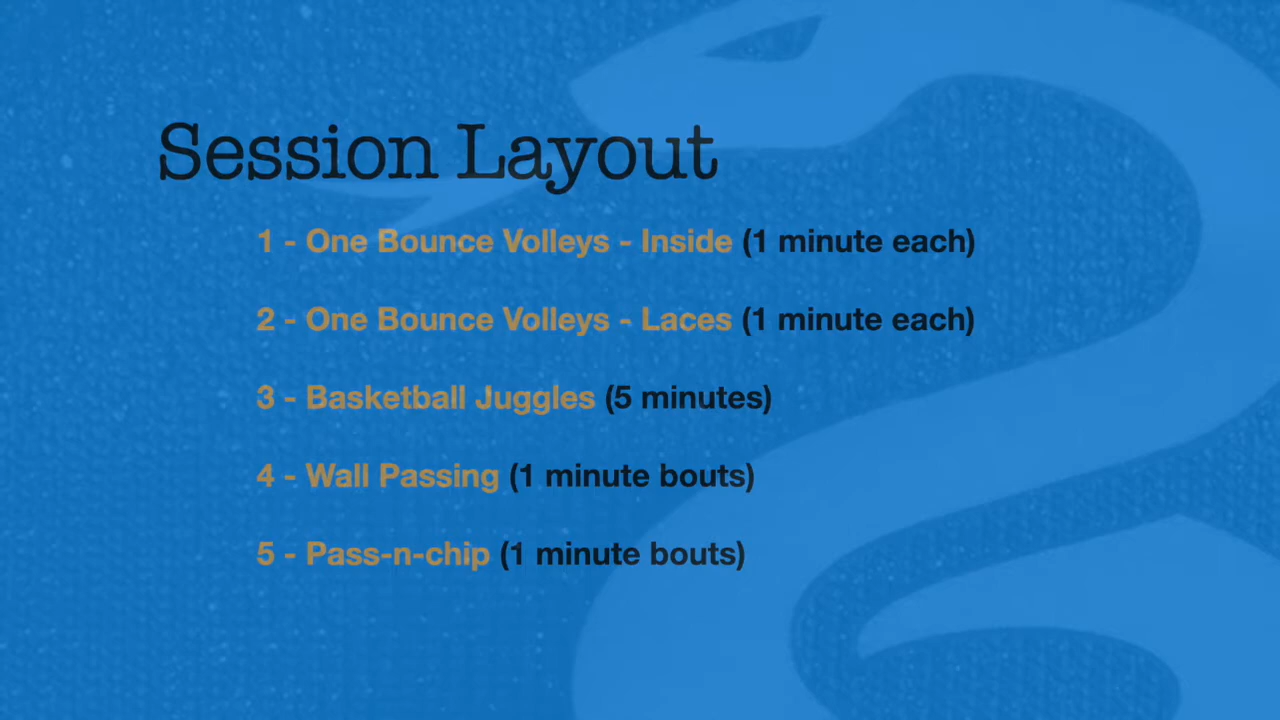 Session Layout
1 - One Bounce Volleys - Inside (1 minute each)
2 - One Bounce Volleys - Laces (1 minute each)
3 - Basketball Juggles (5 minutes)
4 - Wall Passing (1 minute bouts)
5 - Pass-n-chip (1 minute bouts)